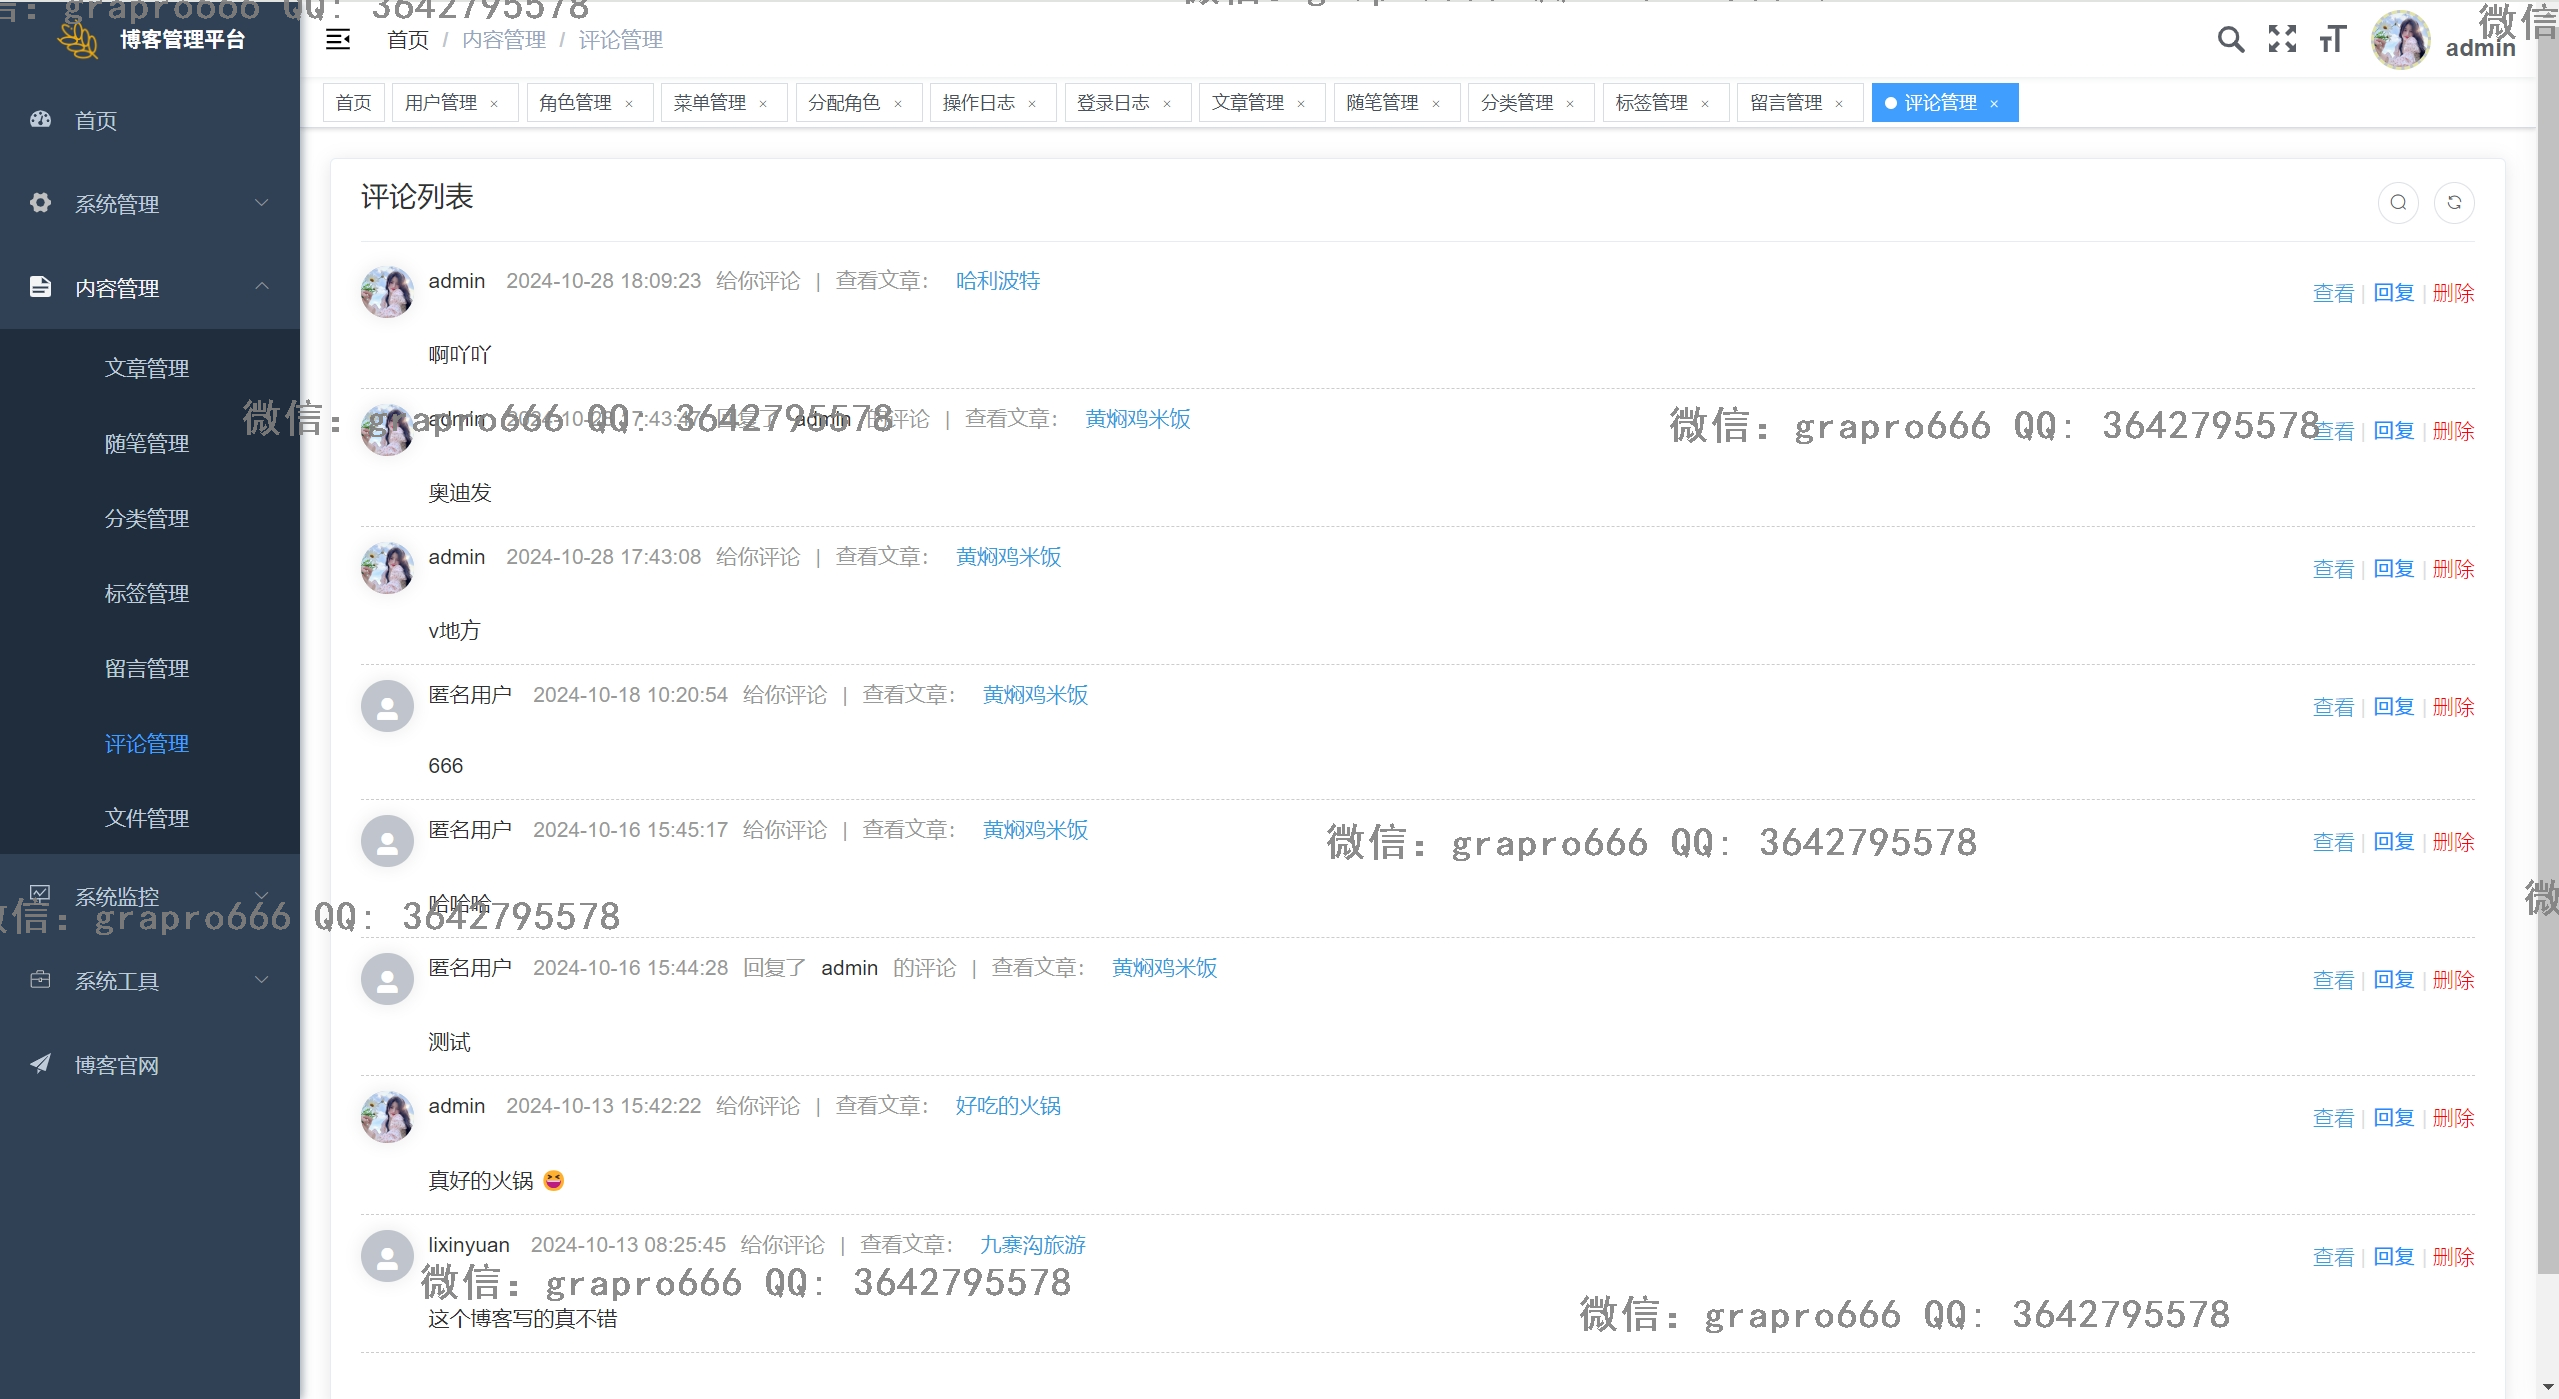 微信：grapro666 QQ: 3642795578
博客管理平台
首页 / 内容管理 / 评论管理
admin
微信
首页
用户管理 ×
角色管理 ×
菜单管理 ×
分配角色 ×
操作日志 ×
登录日志 ×
文章管理 ×
随笔管理 ×
分类管理 ×
标签管理 ×
留言管理 ×
评论管理 ×
首页
系统管理
内容管理
文章管理
随笔管理
分类管理
标签管理
留言管理
评论管理
文件管理
系统监控
系统工具
博客官网
评论列表
admin 2024-10-28 18:09:23 给你评论 | 查看文章： 哈利波特
查看 | 回复 | 删除
啊吖吖
admin 2024-10-28 17:43:47 回复了 admin 的评论 | 查看文章： 黄焖鸡米饭
查看 | 回复 | 删除
微信：grapro666 QQ: 3642795578
微信：grapro666 QQ: 3642795578
奥迪发
admin 2024-10-28 17:43:08 给你评论 | 查看文章： 黄焖鸡米饭
查看 | 回复 | 删除
v地方
匿名用户 2024-10-18 10:20:54 给你评论 | 查看文章： 黄焖鸡米饭
查看 | 回复 | 删除
666
匿名用户 2024-10-16 15:45:17 给你评论 | 查看文章： 黄焖鸡米饭
查看 | 回复 | 删除
微信：grapro666 QQ: 3642795578
哈哈哈
微信：grapro666 QQ: 3642795578
微
匿名用户 2024-10-16 15:44:28 回复了 admin 的评论 | 查看文章： 黄焖鸡米饭
查看 | 回复 | 删除
测试
admin 2024-10-13 15:42:22 给你评论 | 查看文章： 好吃的火锅
查看 | 回复 | 删除
真好的火锅 😆
lixinyuan 2024-10-13 08:25:45 给你评论 | 查看文章： 九寨沟旅游
查看 | 回复 | 删除
微信：grapro666 QQ: 3642795578
这个博客写的真不错
微信：grapro666 QQ: 3642795578